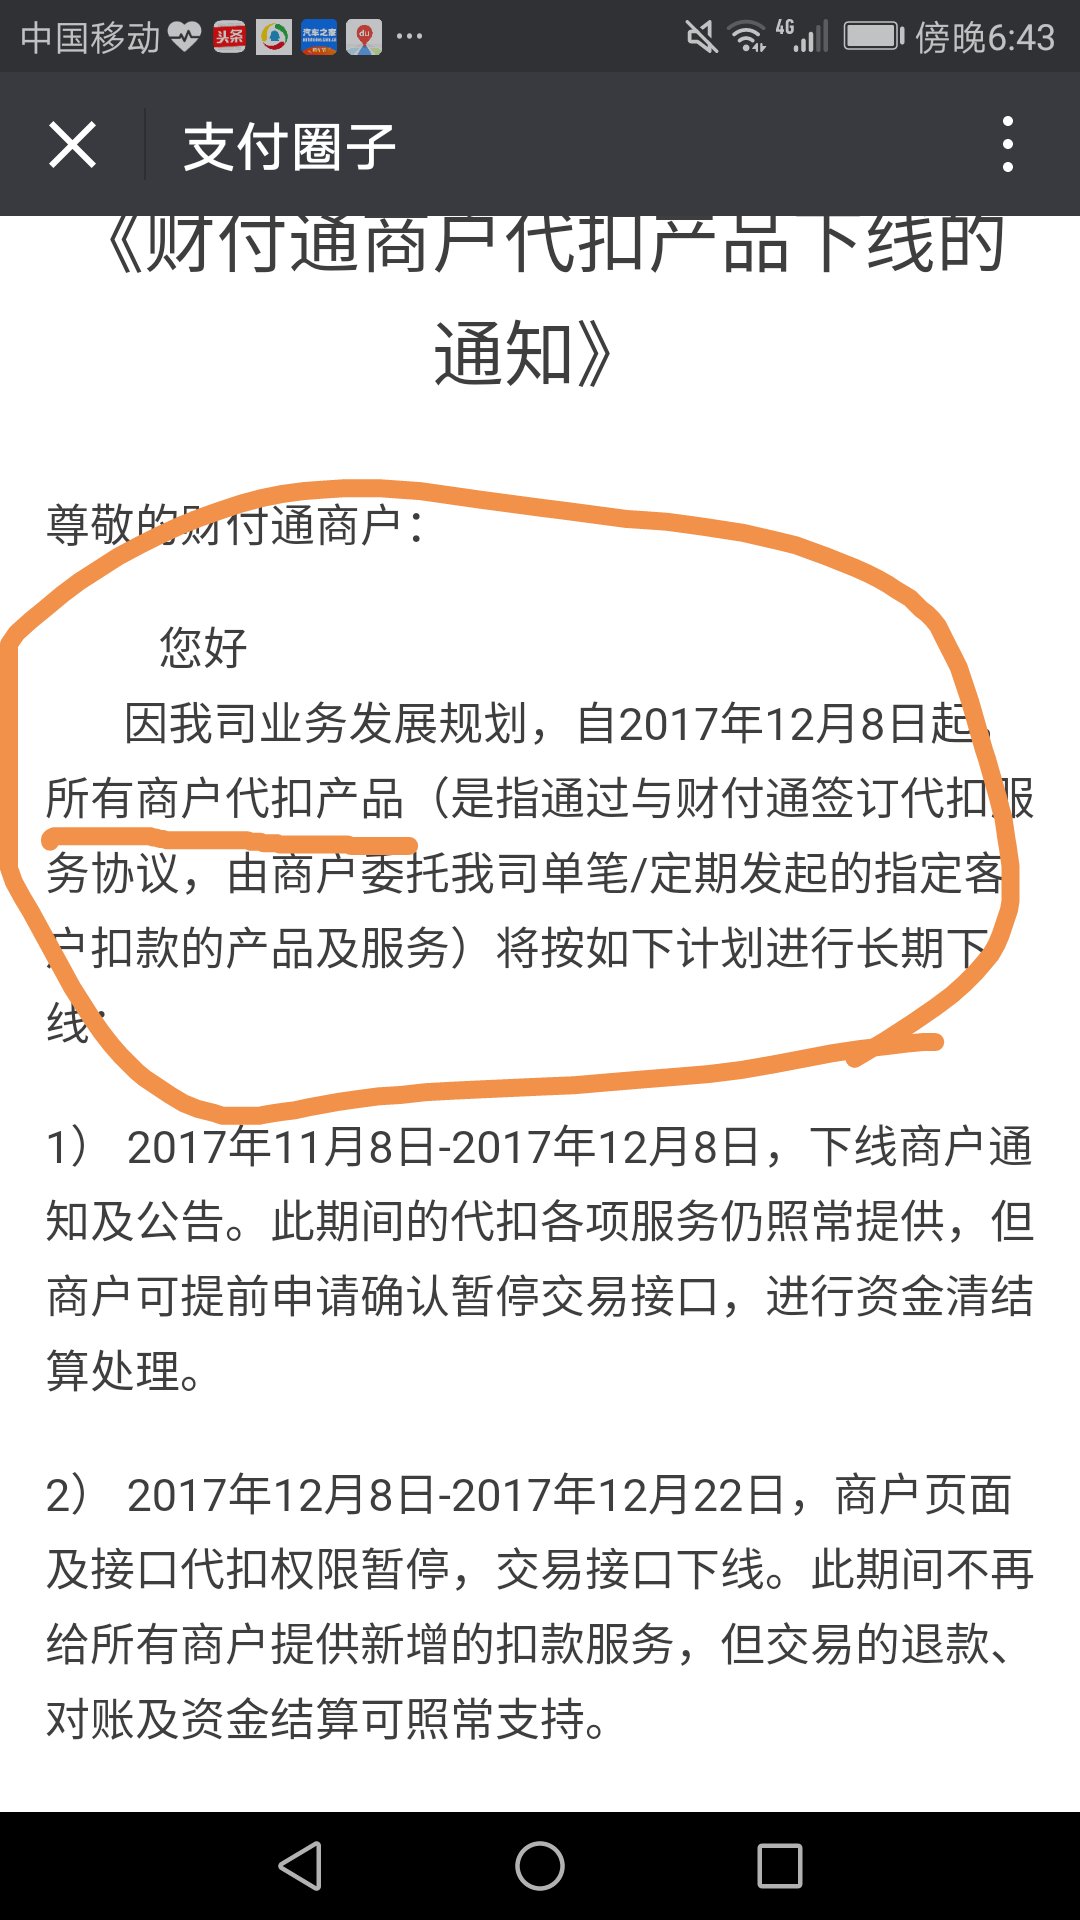 中国移动 头条 汽车之家 du ... 4G 傍晚6:43
支付圈子
《财付通商户代扣产品下线的
通知》
尊敬的财付通商户：
您好
因我司业务发展规划，自2017年12月8日起，
所有商户代扣产品（是指通过与财付通签订代扣服
务协议，由商户委托我司单笔/定期发起的指定客
户扣款的产品及服务）将按如下计划进行长期下
线：
1） 2017年11月8日-2017年12月8日，下线商户通
知及公告。此期间的代扣各项服务仍照常提供，但
商户可提前申请确认暂停交易接口，进行资金清结
算处理。
2） 2017年12月8日-2017年12月22日，商户页面
及接口代扣权限暂停，交易接口下线。此期间不再
给所有商户提供新增的扣款服务，但交易的退款、
对账及资金结算可照常支持。